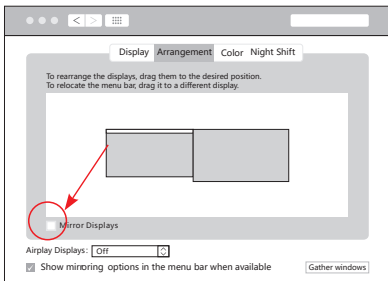 Display Arrangement Color Night Shift
To rearrange the displays, drag them to the desired position.
To relocate the menu bar, drag it to a different display.
Mirror Displays
Airplay Displays: Off
Show minroring options in the menu bar when available
Gather windows